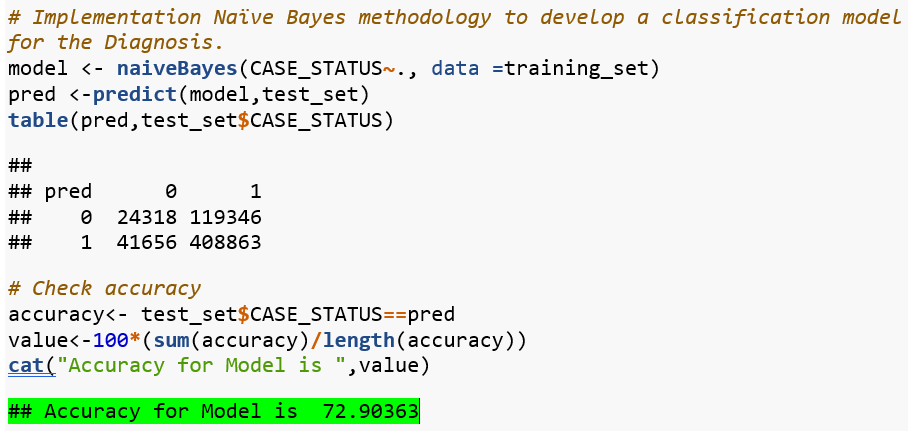 # Implementation Naïve Bayes methodology to develop a classification model
for the Diagnosis.
model <- naiveBayes(CASE_STATUS~., data =training_set)
pred <-predict(model,test_set)
table(pred,test_set$CASE_STATUS)
##
## pred      0      1
##    0  24318 119346
##    1  41656 408863
# Check accuracy
accuracy<- test_set$CASE_STATUS==pred
value<-100*(sum(accuracy)/length(accuracy))
cat("Accuracy for Model is ",value)
## Accuracy for Model is  72.90363